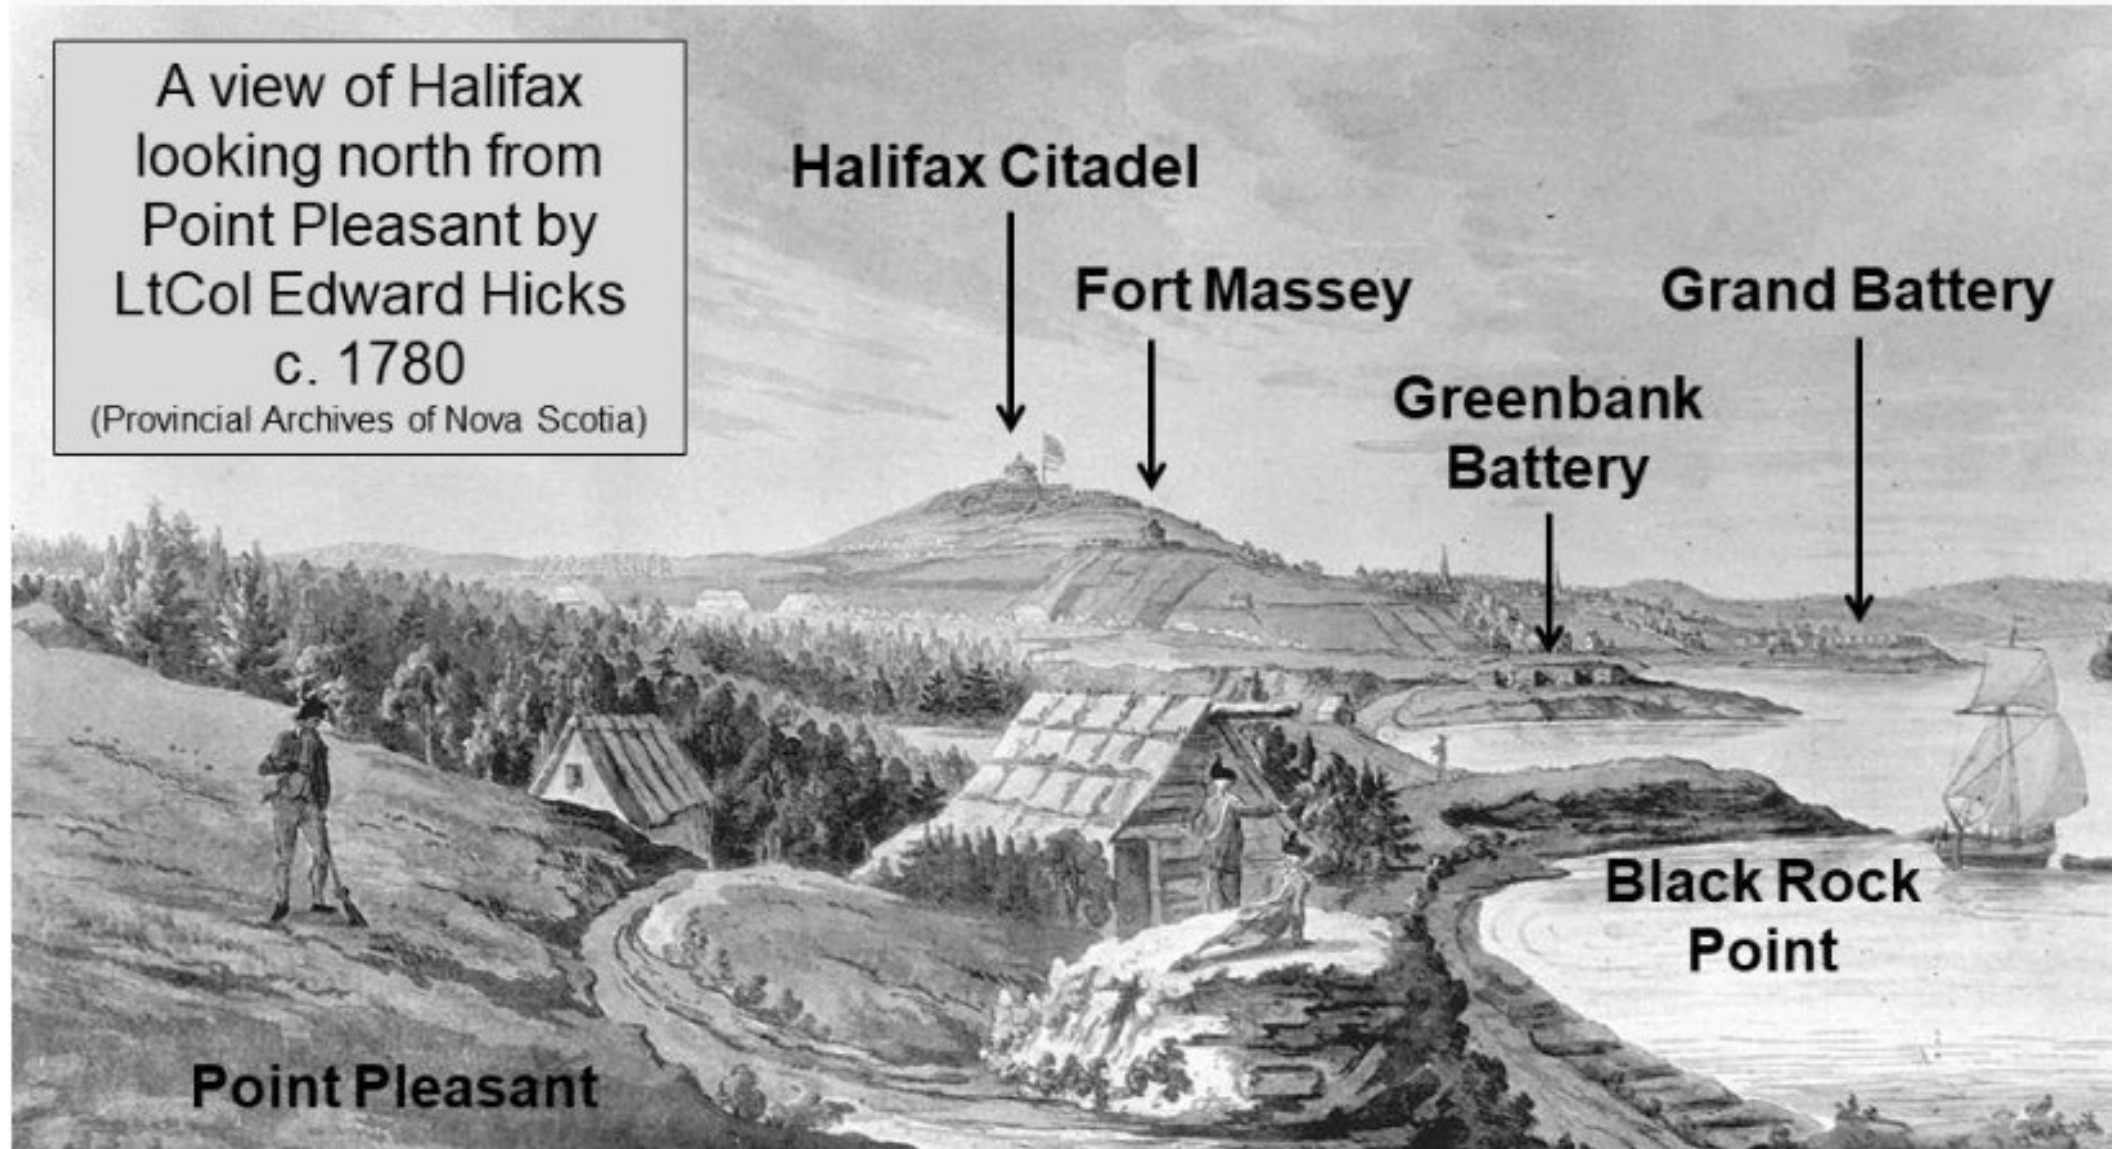 A view of Halifax
looking north from
Point Pleasant by
LtCol Edward Hicks
c. 1780
(Provincial Archives of Nova Scotia)
Halifax Citadel
Fort Massey
Grand Battery
Greenbank
Battery
Black Rock
Point
Point Pleasant